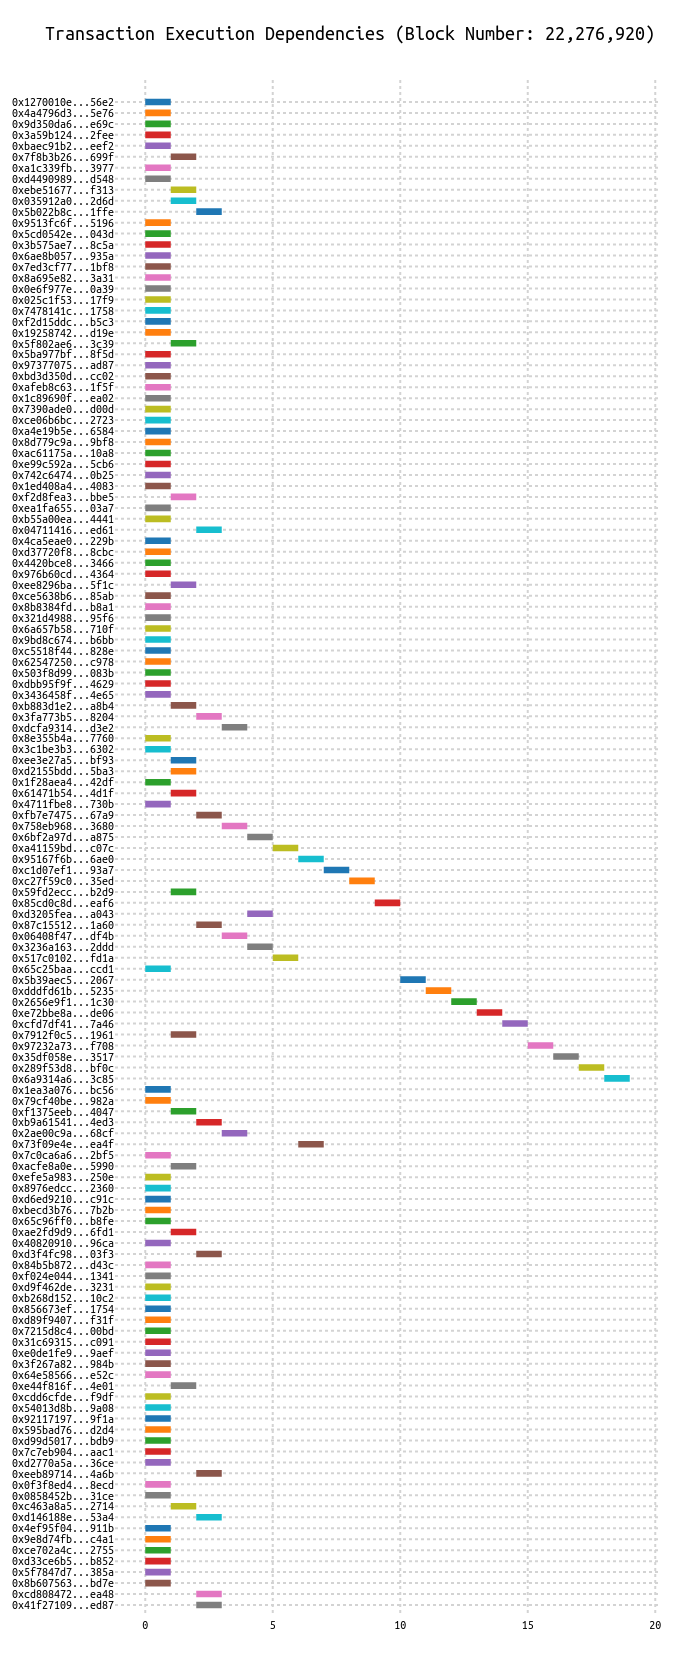 Transaction Execution Dependencies (Block Number: 22,276,920)
0x1270010e...56e2
0x4a4796d3...5e76
0x9d350da6...e69c
0x3a59b124...2fee
0xbaec91b2...eef2
0x7f8b3b26...699f
0xa1c339fb...3977
0xd4490989...d548
0xebe51677...f313
0x035912a0...2d6d
0x5b022b8c...1ffe
0x9513fc6f...5196
0x5cd0542e...043d
0x3b575ae7...8c5a
0x6ae8b057...935a
0x7ed3cf77...1bf8
0x8a695e82...3a31
0x0e6f977e...0a39
0x025c1f53...17f9
0x7478141c...1758
0xf2d15ddc...b5c3
0x19258742...d19e
0x5f802ae6...3c39
0x5ba977bf...8f5d
0x97377075...ad87
0xbd3d350d...cc02
0xafeb8c63...1f5f
0x1c89690f...ea02
0x7390ade0...d00d
0xce06b6bc...2723
0xa4e19b5e...6584
0x8d779c9a...9bf8
0xac61175a...10a8
0xe99c592a...5cb6
0x742c6474...0b25
0x1ed408a4...4083
0xf2d8fea3...bbe5
0xea1fa655...03a7
0xb55a00ea...4441
0x04711416...ed61
0x4ca5eae0...229b
0xd37720f8...8cbc
0x4420bce8...3466
0x976b60cd...4364
0xee8296ba...5f1c
0xce5638b6...85ab
0x8b8384fd...b8a1
0x321d4988...95f6
0x6a657b58...710f
0x9bd8c674...b6bb
0xc5518f44...828e
0x62547250...c978
0x503f8d99...083b
0xdbb95f9f...4629
0x3436458f...4e65
0xb883d1e2...a8b4
0x3fa773b5...8204
0xdcfa9314...d3e2
0x8e355b4a...7760
0x3c1be3b3...6302
0xee3e27a5...bf93
0xd2155bdd...5ba3
0x1f28aea4...42df
0x61471b54...4d1f
0x4711fbe8...730b
0xfb7e7475...67a9
0x758eb968...3680
0x6bf2a97d...a875
0xa41159bd...c07c
0x95167f6b...6ae0
0xc1d07ef1...93a7
0xc27f59c0...35ed
0x59fd2ecc...b2d9
0x85cd0c8d...eaf6
0xd3205fea...a043
0x87c15512...1a60
0x06408f47...df4b
0x3236a163...2ddd
0x517c0102...fd1a
0x65c25baa...ccd1
0x5b39aec5...2067
0xdddfd61b...5235
0x2656e9f1...1c30
0xe72bbe8a...de06
0xcfd7df41...7a46
0x7912f0c5...1961
0x97232a73...f708
0x35df058e...3517
0x289f53d8...bf0c
0x6a9314a6...3c85
0x1ea3a076...bc56
0x79cf40be...982a
0xf1375eeb...4047
0xb9a61541...4ed3
0x2ae00c9a...68cf
0x73f09e4e...ea4f
0x7c0ca6a6...2bf5
0xacfe8a0e...5990
0xefe5a983...250e
0x8976edcc...2360
0xd6ed9210...c91c
0xbecd3b76...7b2b
0x65c96ff0...b8fe
0xae2fd9d9...6fd1
0x40820910...96ca
0xd3f4fc98...03f3
0x84b5b872...d43c
0xf024e044...1341
0xd9f462de...3231
0xb268d152...10c2
0x856673ef...1754
0xd89f9407...f31f
0x7215d8c4...00bd
0x31c69315...c091
0xe0de1fe9...9aef
0x3f267a82...984b
0x64e58566...e52c
0xe44f816f...4e01
0xcdd6cfde...f9df
0x54013d8b...9a08
0x92117197...9f1a
0x595bad76...d2d4
0xd99d5017...bdb9
0x7c7eb904...aac1
0xd2770a5a...36ce
0xeeb89714...4a6b
0x0f3f8ed4...8ecd
0x0858452b...31ce
0xc463a8a5...2714
0xd146188e...53a4
0x4ef95f04...911b
0x9e8d74fb...c4a1
0xce702a4c...2755
0xd33ce6b5...b852
0x5f7847d7...385a
0x8b607563...bd7e
0xcd808472...ea48
0x41f27109...ed87
0 5 10 15 20